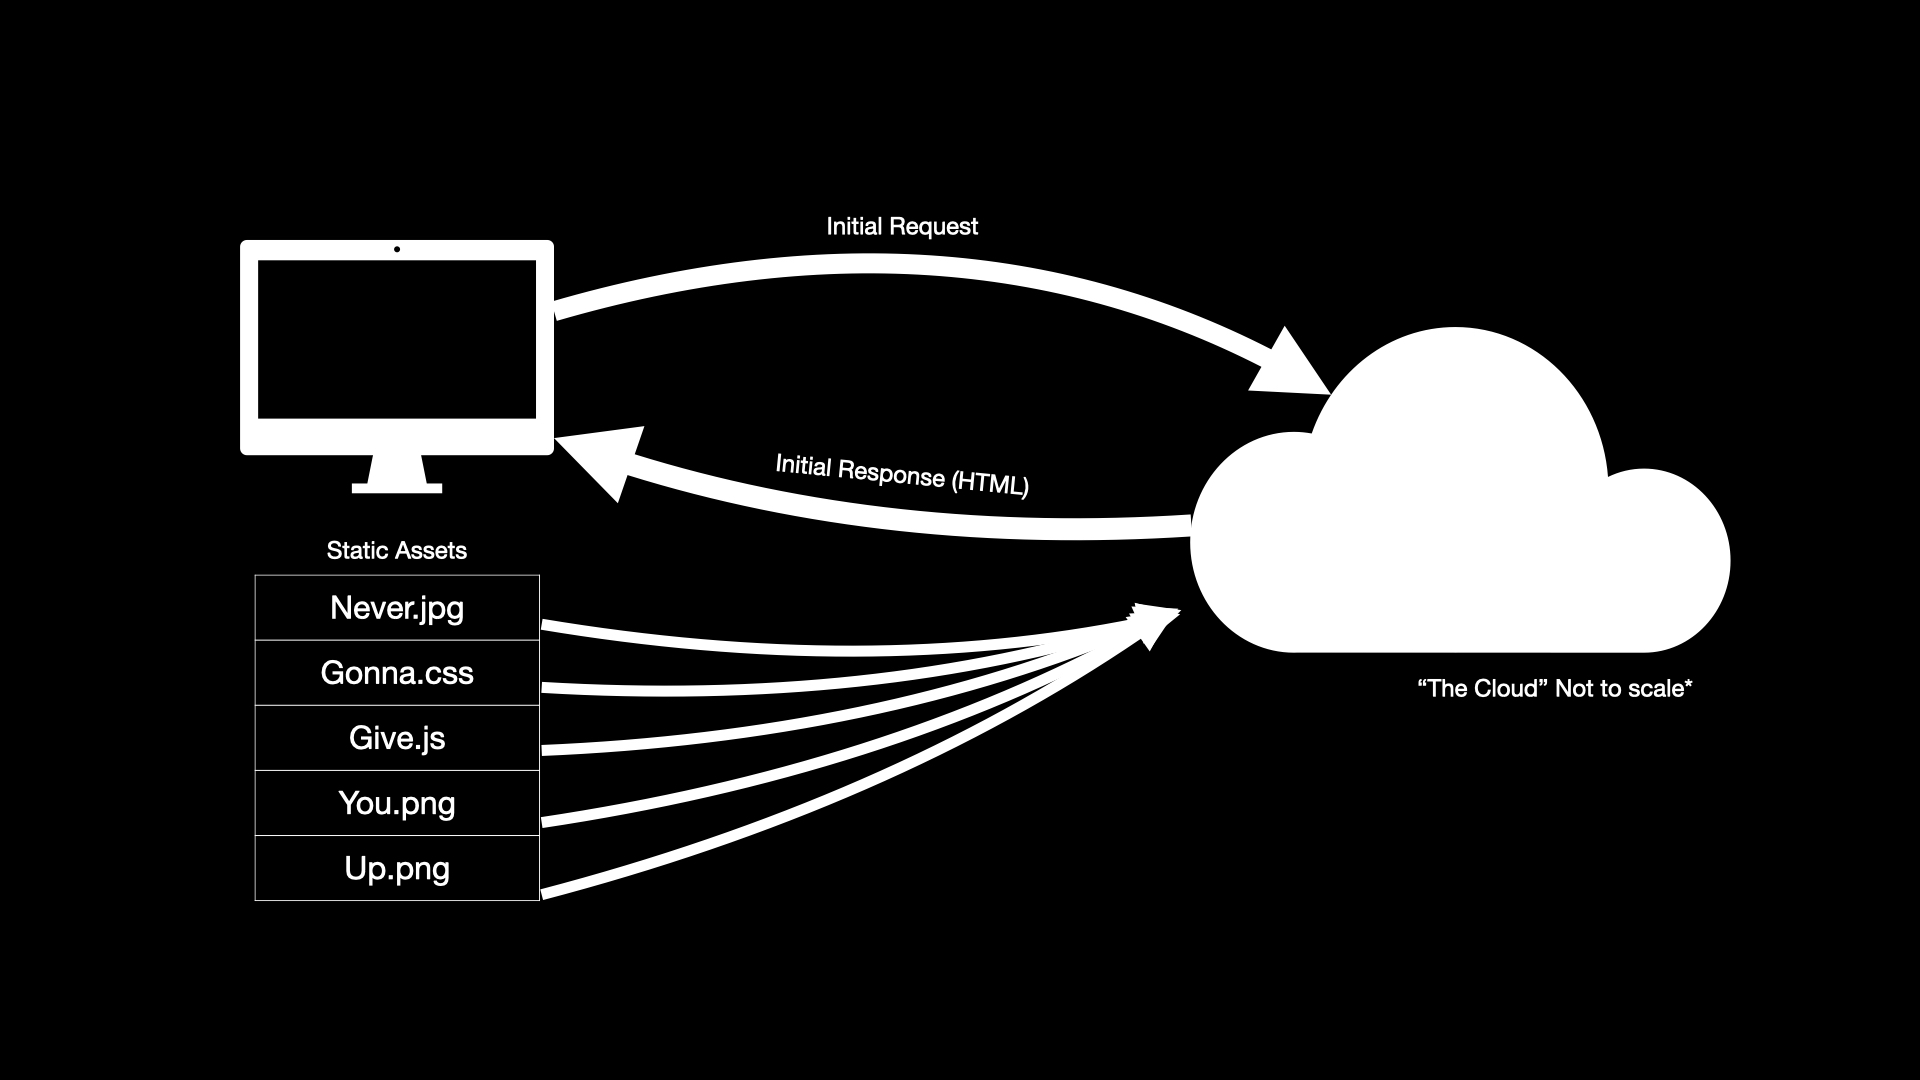 Initial Request
Initial Response (HTML)
Static Assets
Never.jpg
Gonna.css
Give.js
You.png
Up.png
“The Cloud” Not to scale*